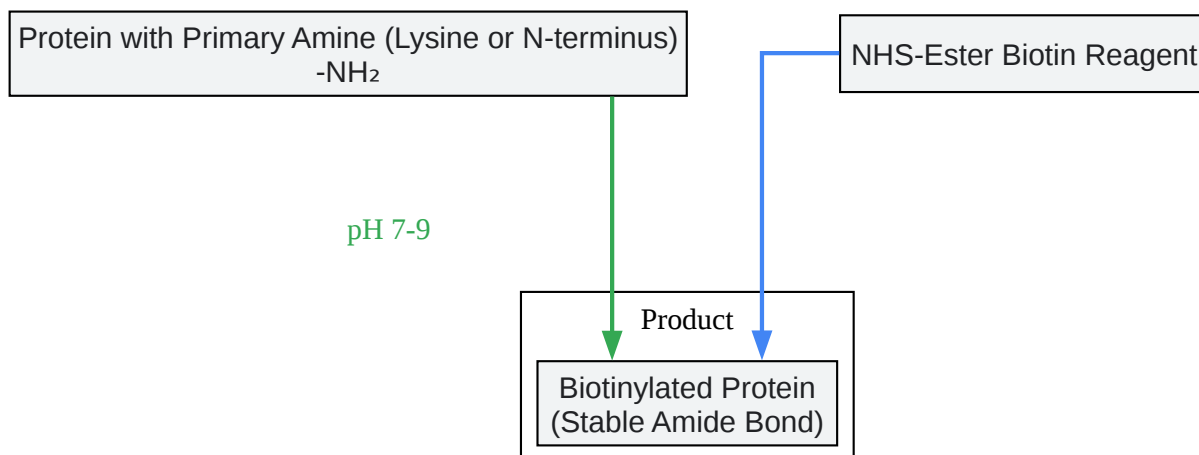 Protein with Primary Amine (Lysine or N-terminus)
-NH₂
NHS-Ester Biotin Reagent
pH 7-9
Product
Biotinylated Protein
(Stable Amide Bond)